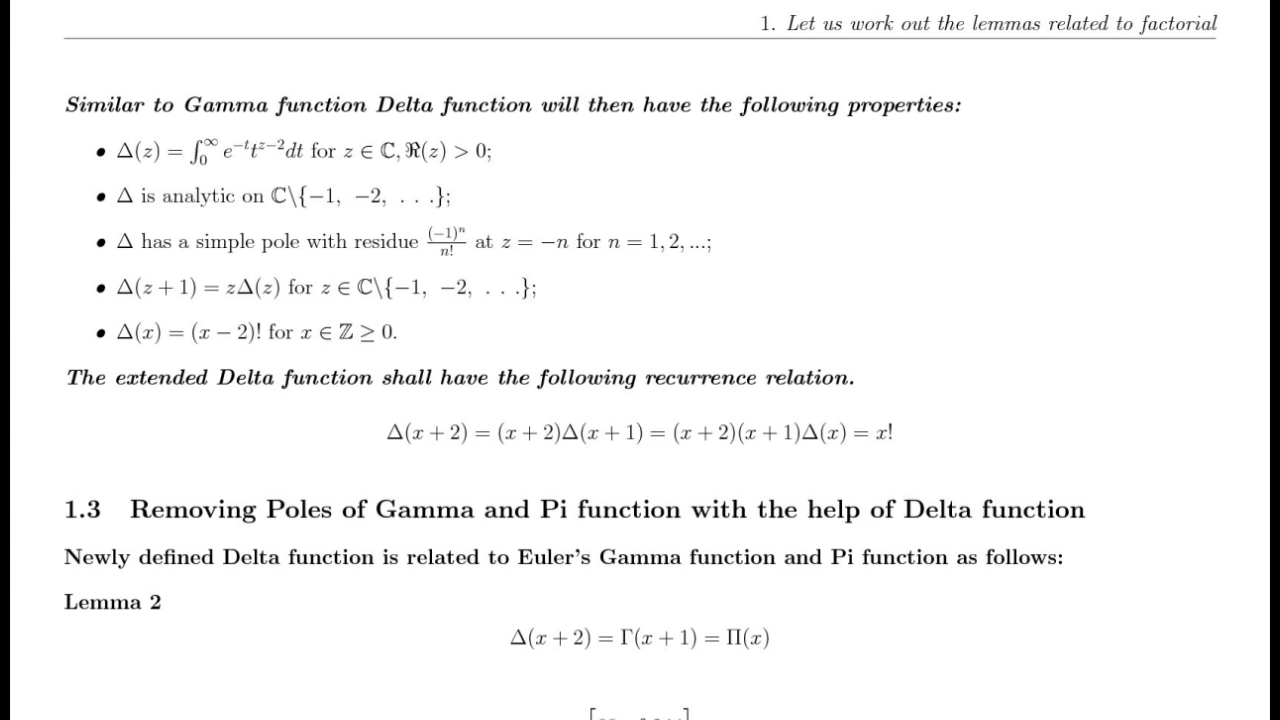 1. Let us work out the lemmas related to factorial
Similar to Gamma function Delta function will then have the following properties:
• Δ(z) = ∫₀^∞ e^{−t}t^{z−2}dt for z ∈ ℂ, ℜ(z) > 0;
• Δ is analytic on ℂ\{−1, −2, . . .};
• Δ has a simple pole with residue (−1)^n/n! at z = −n for n = 1, 2, ...;
• Δ(z + 1) = zΔ(z) for z ∈ ℂ\{−1, −2, . . .};
• Δ(x) = (x − 2)! for x ∈ ℤ ≥ 0.
The extended Delta function shall have the following recurrence relation.
Δ(x + 2) = (x + 2)Δ(x + 1) = (x + 2)(x + 1)Δ(x) = x!
1.3 Removing Poles of Gamma and Pi function with the help of Delta function
Newly defined Delta function is related to Euler's Gamma function and Pi function as follows:
Lemma 2
Δ(x + 2) = Γ(x + 1) = Π(x)